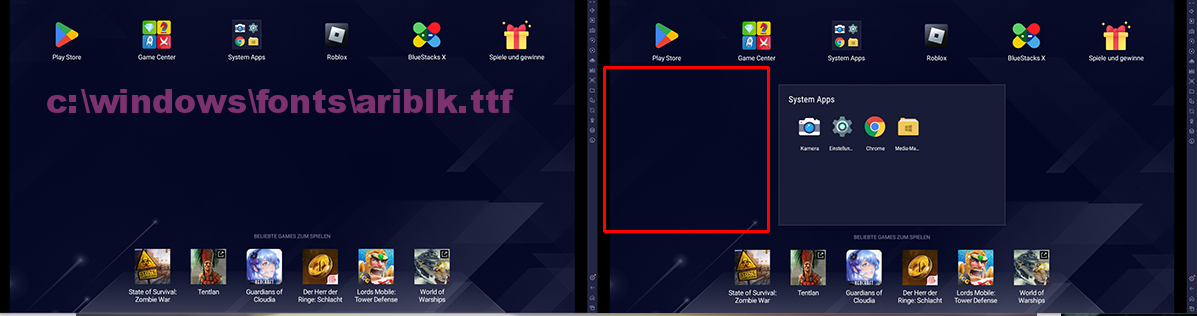 Play Store
Game Center
System Apps
Roblox
BlueStacks X
Spiele und gewinne
c:\windows\fonts\ariblk.ttf
BELIEBTE GAMES ZUM SPIELEN
State of Survival:
Zombie War
Tentlan
Guardians of
Cloudia
Der Herr der
Ringe: Schlacht
Lords Mobile:
Tower Defense
World of
Warships
Play Store
Game Center
System Apps
Roblox
BlueStacks X
Spiele und gewinne
System Apps
Kamera
Einstellun...
Chrome
Media-Ma...
BELIEBTE GAMES ZUM SPIELEN
State of Survival:
Zombie War
Tentlan
Guardians of
Cloudia
Der Herr der
Ringe: Schlacht
Lords Mobile:
Tower Defense
World of
Warships